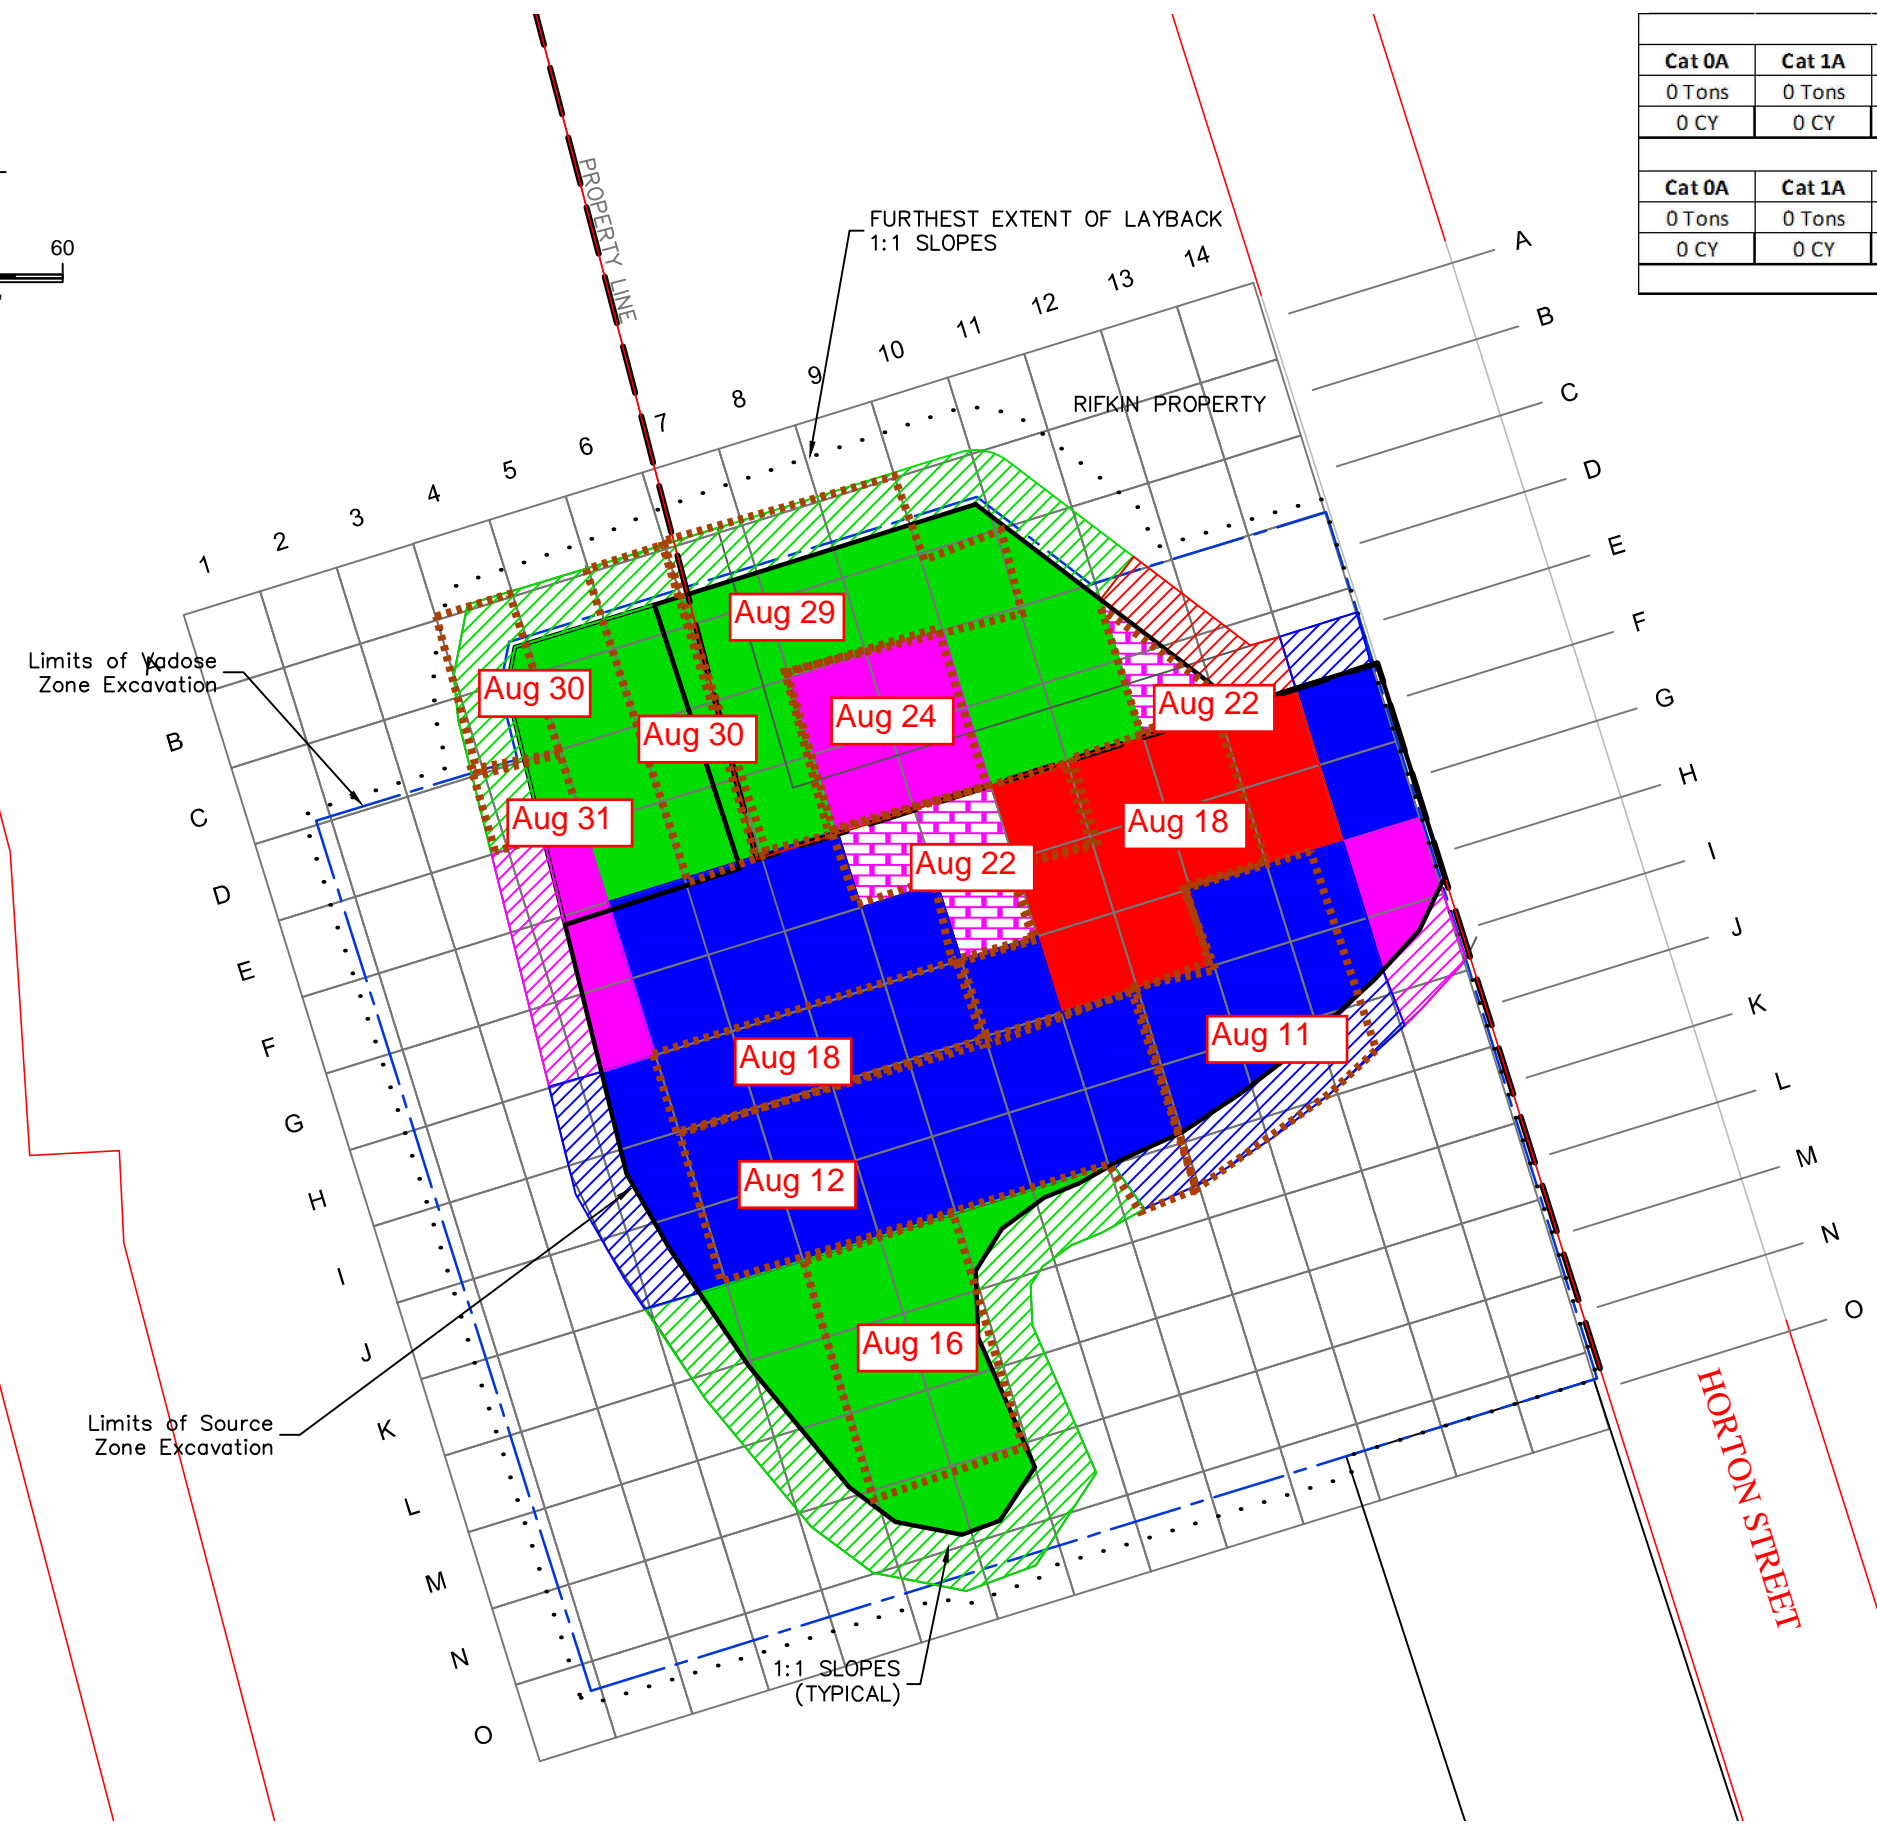 Cat 0A Cat 1A
0 Tons 0 Tons
0 CY 0 CY
Cat 0A Cat 1A
0 Tons 0 Tons
0 CY 0 CY
60
PROPERTY LINE
FURTHEST EXTENT OF LAYBACK
1:1 SLOPES
RIFKIN PROPERTY
1 2 3 4 5 6 7 8 9 10 11 12 13 14
A
B
C
D
E
F
G
H
I
J
K
L
M
N
O
Limits of Vadose
Zone Excavation
A
B
C
D
E
F
G
H
I
J
K
L
M
N
O
Aug 29
Aug 30
Aug 30
Aug 24
Aug 22
Aug 31
Aug 18
Aug 22
Aug 18
Aug 11
Aug 12
Aug 16
Limits of Source
Zone Excavation
1:1 SLOPES
(TYPICAL)
HORTON STREET